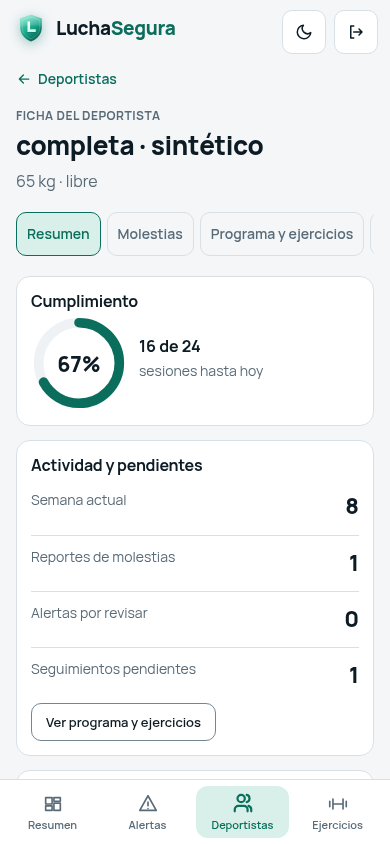 L LuchaSegura
← Deportistas
FICHA DEL DEPORTISTA
completa · sintético
65 kg · libre
Resumen Molestias Programa y ejercicios
Cumplimiento
67%
16 de 24
sesiones hasta hoy
Actividad y pendientes
Semana actual 8
Reportes de molestias 1
Alertas por revisar 0
Seguimientos pendientes 1
Ver programa y ejercicios
Resumen Alertas Deportistas Ejercicios